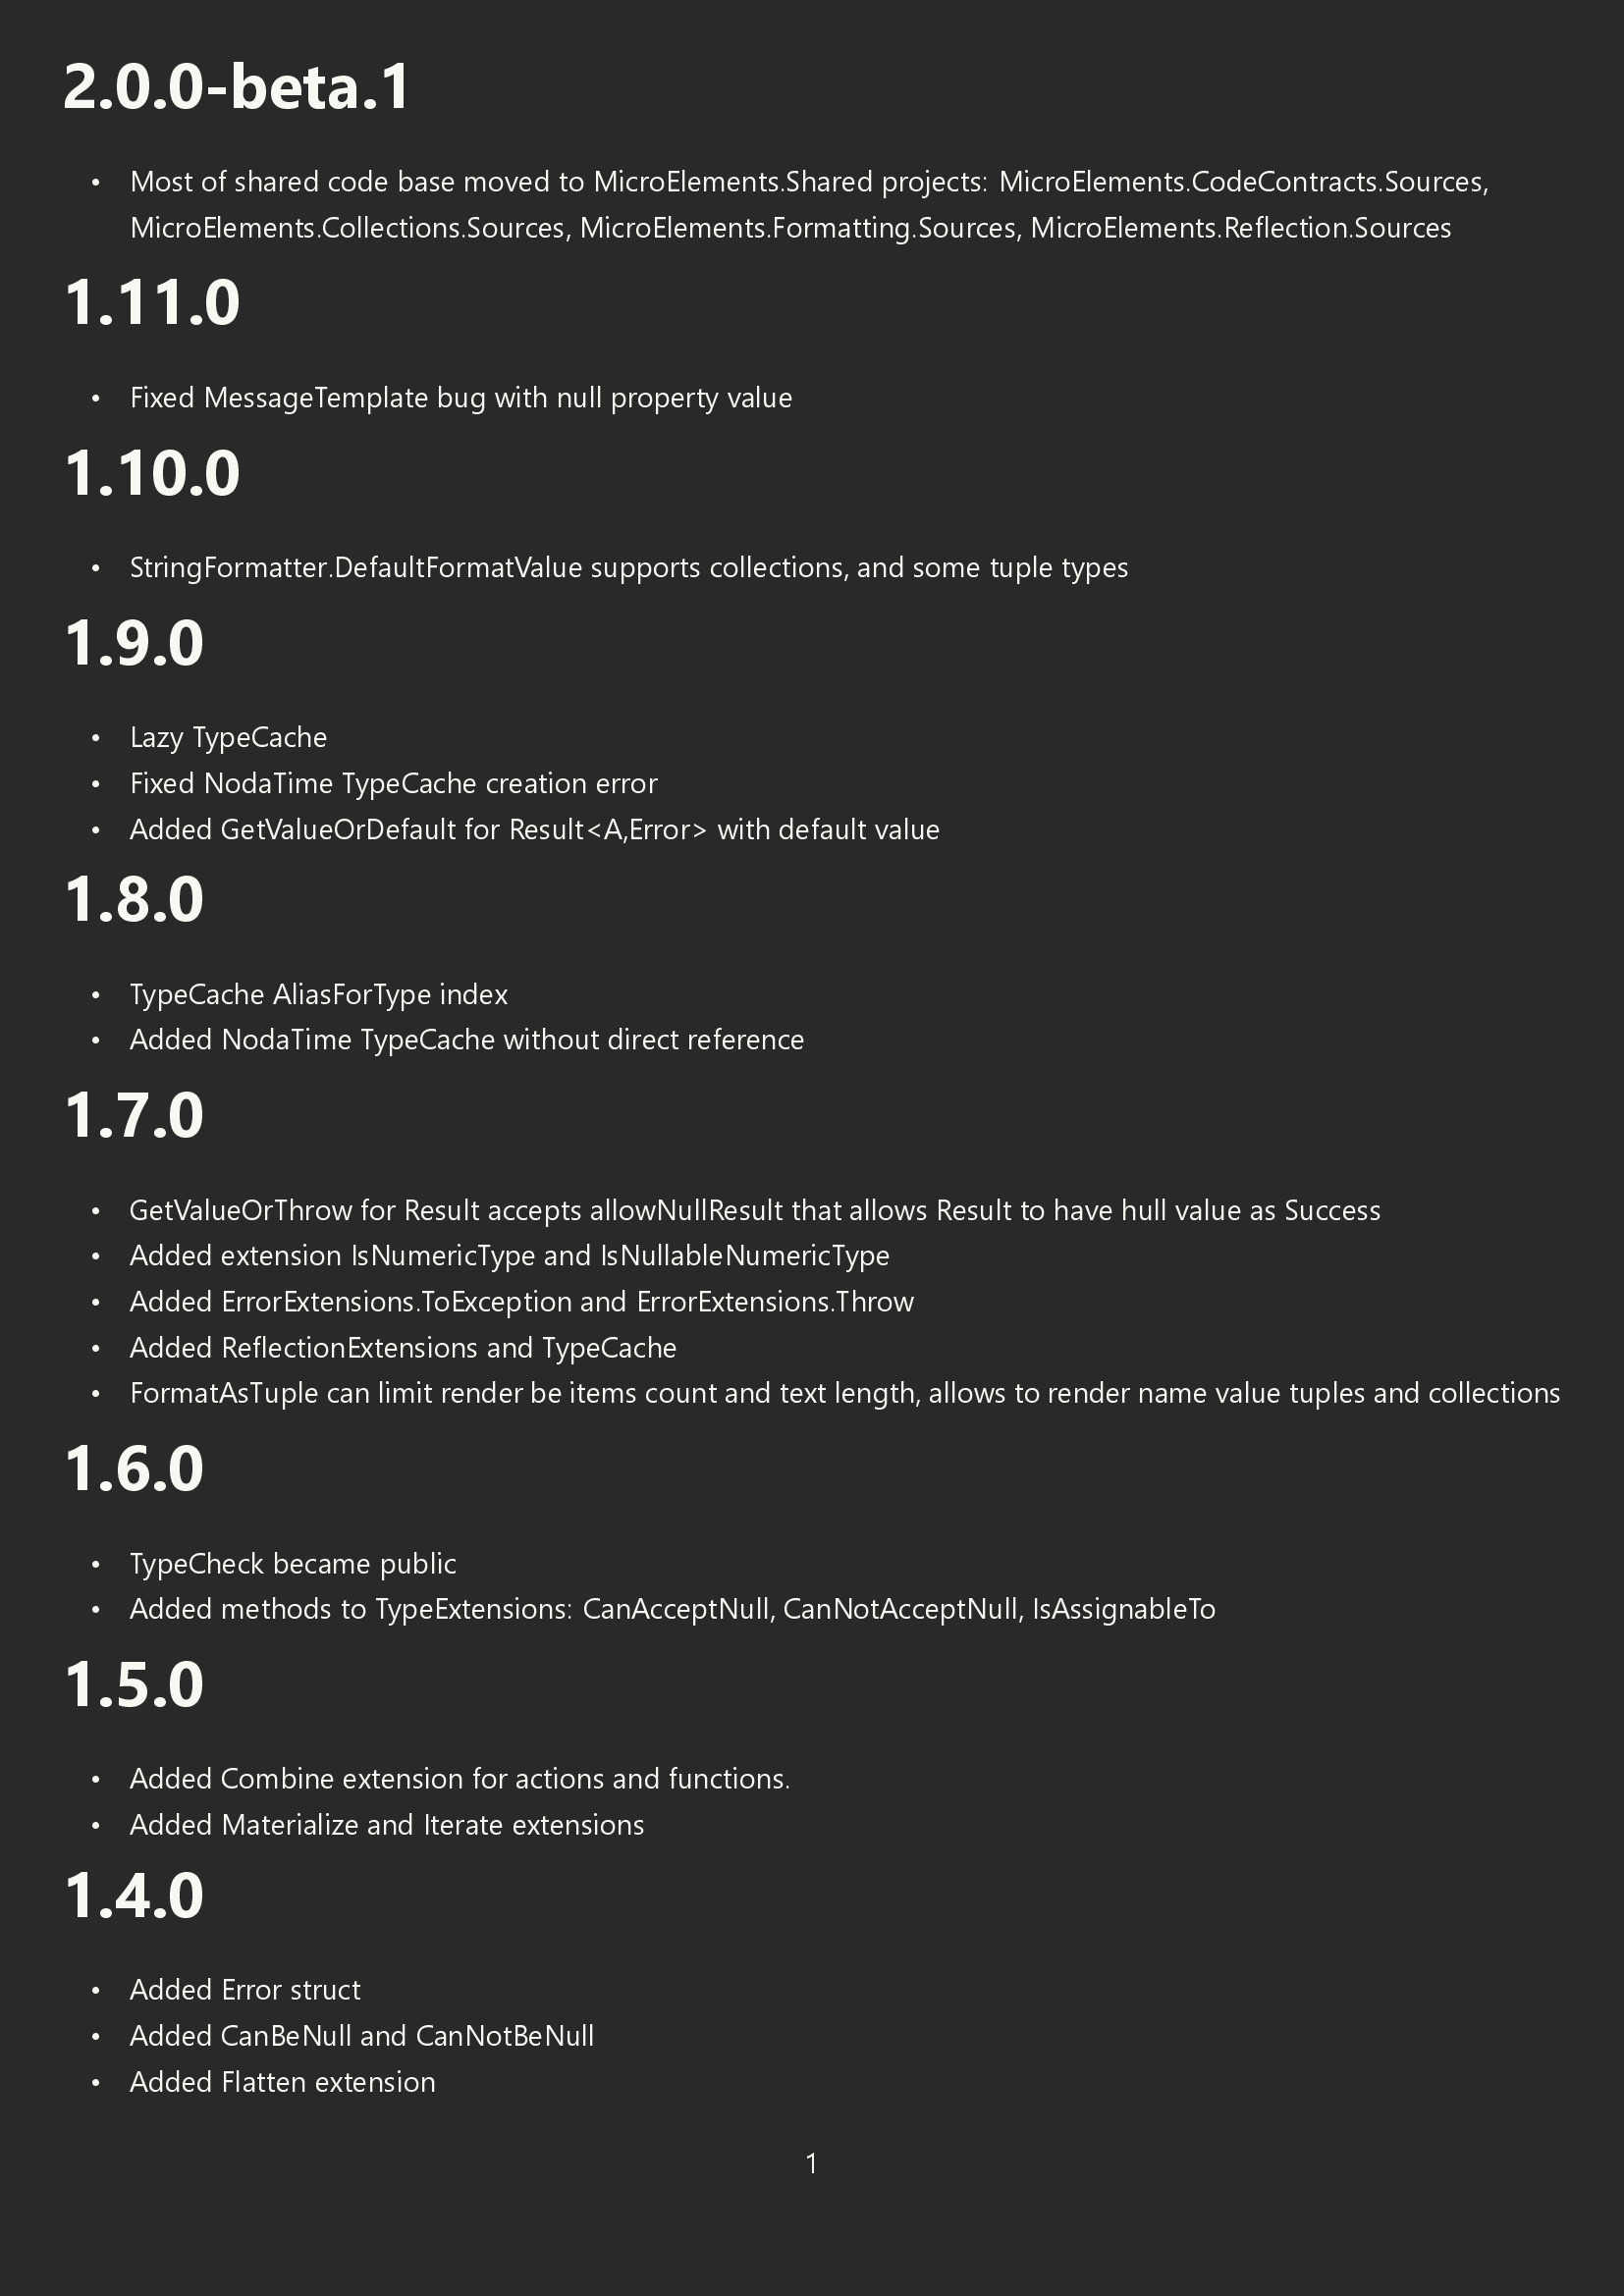 2.0.0-beta.1
• Most of shared code base moved to MicroElements.Shared projects: MicroElements.CodeContracts.Sources,
MicroElements.Collections.Sources, MicroElements.Formatting.Sources, MicroElements.Reflection.Sources
1.11.0
• Fixed MessageTemplate bug with null property value
1.10.0
• StringFormatter.DefaultFormatValue supports collections, and some tuple types
1.9.0
• Lazy TypeCache
• Fixed NodaTime TypeCache creation error
• Added GetValueOrDefault for Result<A,Error> with default value
1.8.0
• TypeCache AliasForType index
• Added NodaTime TypeCache without direct reference
1.7.0
• GetValueOrThrow for Result accepts allowNullResult that allows Result to have hull value as Success
• Added extension IsNumericType and IsNullableNumericType
• Added ErrorExtensions.ToException and ErrorExtensions.Throw
• Added ReflectionExtensions and TypeCache
• FormatAsTuple can limit render be items count and text length, allows to render name value tuples and collections
1.6.0
• TypeCheck became public
• Added methods to TypeExtensions: CanAcceptNull, CanNotAcceptNull, IsAssignableTo
1.5.0
• Added Combine extension for actions and functions.
• Added Materialize and Iterate extensions
1.4.0
• Added Error struct
• Added CanBeNull and CanNotBeNull
• Added Flatten extension
1